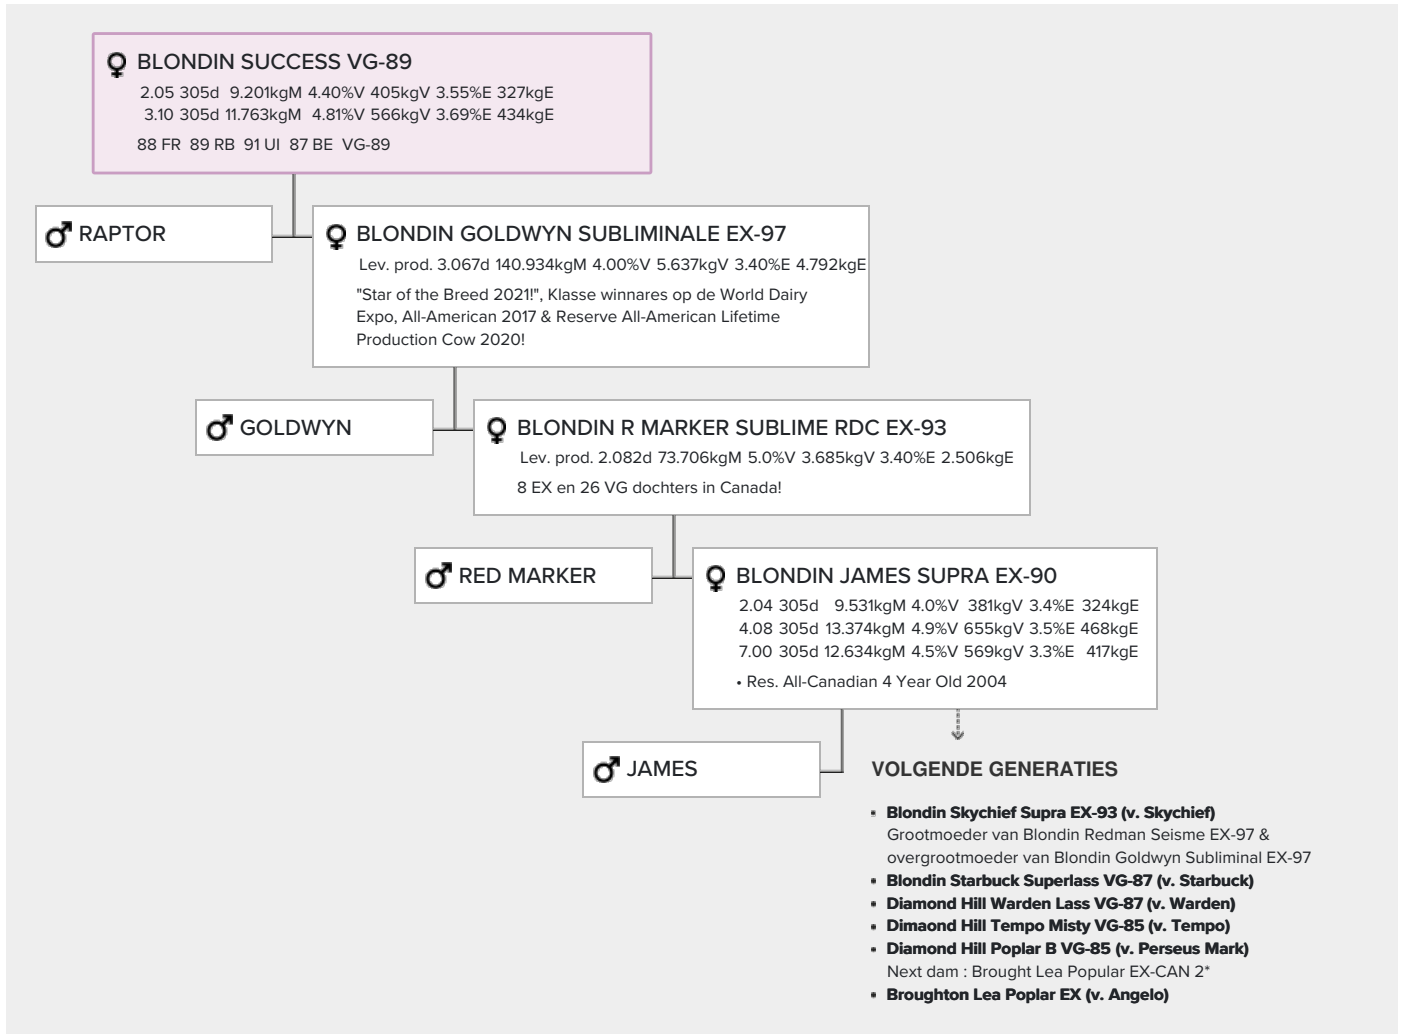 BLONDIN SUCCESS VG-89
2.05 305d 9.201kgM 4.40%V 405kgV 3.55%E 327kgE
3.10 305d 11.763kgM 4.81%V 566kgV 3.69%E 434kgE
88 FR 89 RB 91 UI 87 BE VG-89
RAPTOR
BLONDIN GOLDWYN SUBLIMINALE EX-97
Lev. prod. 3.067d 140.934kgM 4.00%V 5.637kgV 3.40%E 4.792kgE
"Star of the Breed 2021!", Klasse winnares op de World Dairy
Expo, All-American 2017 & Reserve All-American Lifetime
Production Cow 2020!
GOLDWYN
BLONDIN R MARKER SUBLIME RDC EX-93
Lev. prod. 2.082d 73.706kgM 5.0%V 3.685kgV 3.40%E 2.506kgE
8 EX en 26 VG dochters in Canada!
RED MARKER
BLONDIN JAMES SUPRA EX-90
2.04 305d 9.531kgM 4.0%V 381kgV 3.4%E 324kgE
4.08 305d 13.374kgM 4.9%V 655kgV 3.5%E 468kgE
7.00 305d 12.634kgM 4.5%V 569kgV 3.3%E 417kgE
• Res. All-Canadian 4 Year Old 2004
JAMES
VOLGENDE GENERATIES
• Blondin Skychief Supra EX-93 (v. Skychief)
Grootmoeder van Blondin Redman Seisme EX-97 &
overgrootmoeder van Blondin Goldwyn Subliminal EX-97
• Blondin Starbuck Superlass VG-87 (v. Starbuck)
• Diamond Hill Warden Lass VG-87 (v. Warden)
• Dimaond Hill Tempo Misty VG-85 (v. Tempo)
• Diamond Hill Poplar B VG-85 (v. Perseus Mark)
Next dam : Brought Lea Popular EX-CAN 2*
• Broughton Lea Poplar EX (v. Angelo)